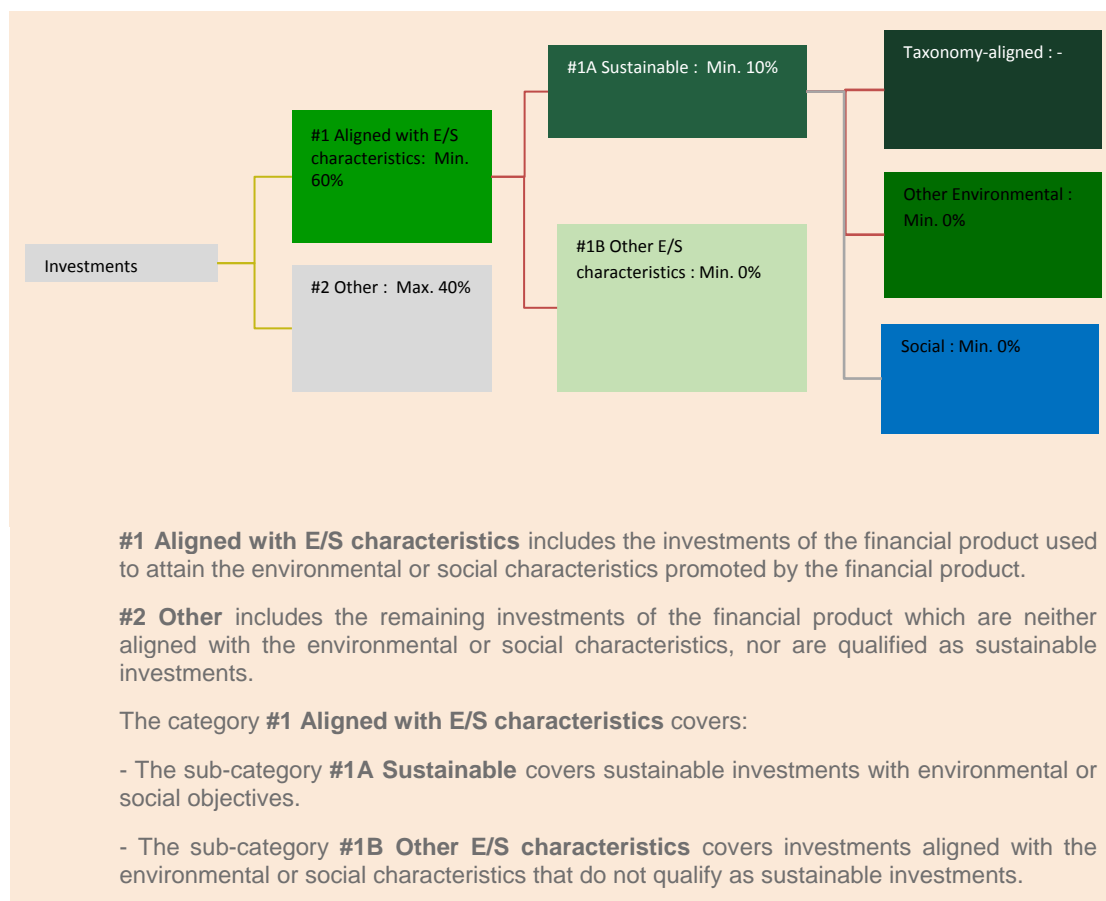 Taxonomy-aligned : -
#1A Sustainable :  Min. 10%
#1 Aligned with E/S
characteristics:  Min.
60%
Other Environmental :
Min. 0%
#1B Other E/S
characteristics : Min. 0%
Investments
#2 Other :  Max. 40%
Social : Min. 0%
#1 Aligned with E/S characteristics includes the investments of the financial product used
to attain the environmental or social characteristics promoted by the financial product.
#2 Other includes the remaining investments of the financial product which are neither
aligned with the environmental or social characteristics, nor are qualified as sustainable
investments.
The category #1 Aligned with E/S characteristics covers:
- The sub-category #1A Sustainable covers sustainable investments with environmental or
social objectives.
- The sub-category #1B Other E/S characteristics covers investments aligned with the
environmental or social characteristics that do not qualify as sustainable investments.